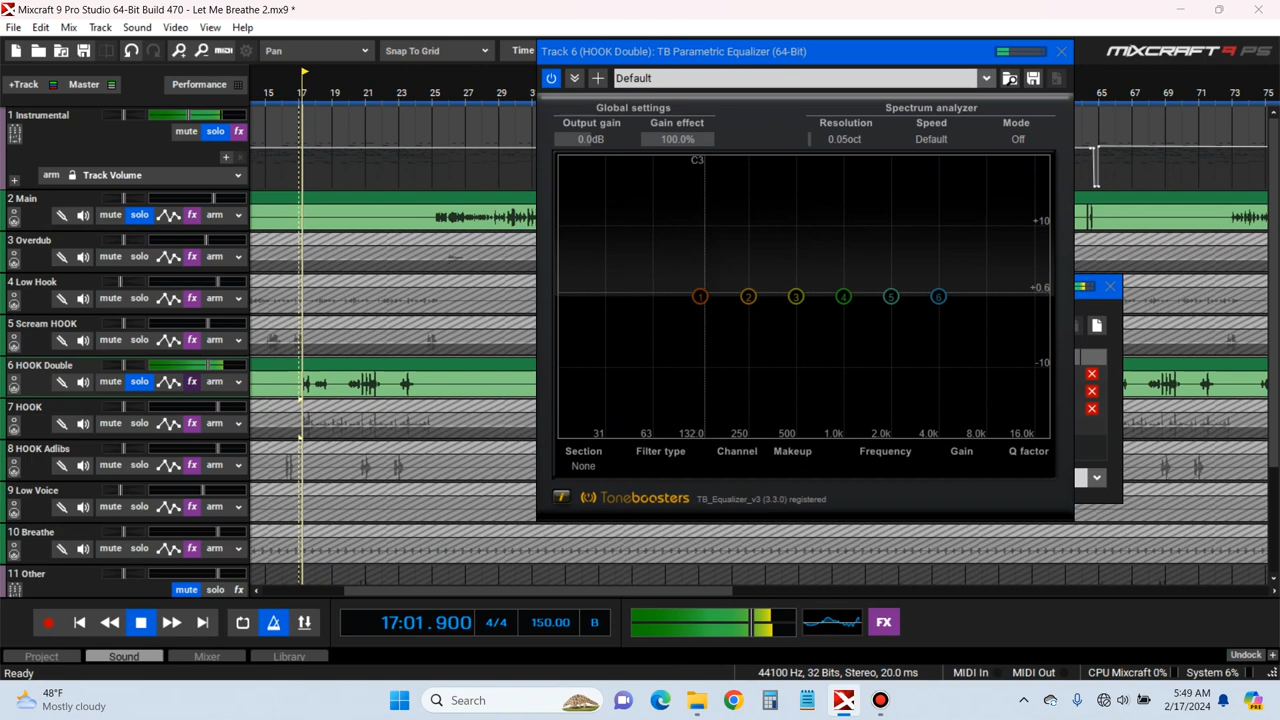 Mixcraft 9 Pro Studio 64-Bit Build 470 - Let Me Breathe 2.mx9 *
File Edit Mix Track Sound Video View Help
Pan
Snap To Grid
Time
MIXCRAFT 9 PS
+Track Master Performance
15 17 19 21 23 25 27 29 3
65 67 69 71 73 75
Track 6 (HOOK Double): TB Parametric Equalizer (64-Bit)
Default
Global settings
Spectrum analyzer
Output gain Gain effect Resolution Speed Mode
0.0dB 100.0% 0.05oct Default Off
C3
+10
+0.6
-10
1 2 3 4 5 6
31 63 132.0 250 500 1.0k 2.0k 4.0k 8.0k 16.0k
Section Filter type Channel Makeup Frequency Gain Q factor
None
Toneboosters TB_Equalizer_v3 (3.3.0) registered
1 Instrumental
mute solo fx
arm Track Volume
2 Main
mute solo fx arm
3 Overdub
mute solo fx arm
4 Low Hook
mute solo fx arm
5 Scream HOOK
mute solo fx arm
6 HOOK Double
mute solo fx arm
7 HOOK
mute solo fx arm
8 HOOK Adlibs
mute solo fx arm
9 Low Voice
mute solo fx arm
10 Breathe
mute solo fx arm
11 Other
mute solo fx
17:01.900 4/4 150.00 B
FX
Project Sound Mixer Library
Undock
Ready
44100 Hz, 32 Bits, Stereo, 20.0 ms MIDI In MIDI Out CPU Mixcraft 0% System 6%
48°F
Mostly cloudy
Search
5:49 AM
2/17/2024